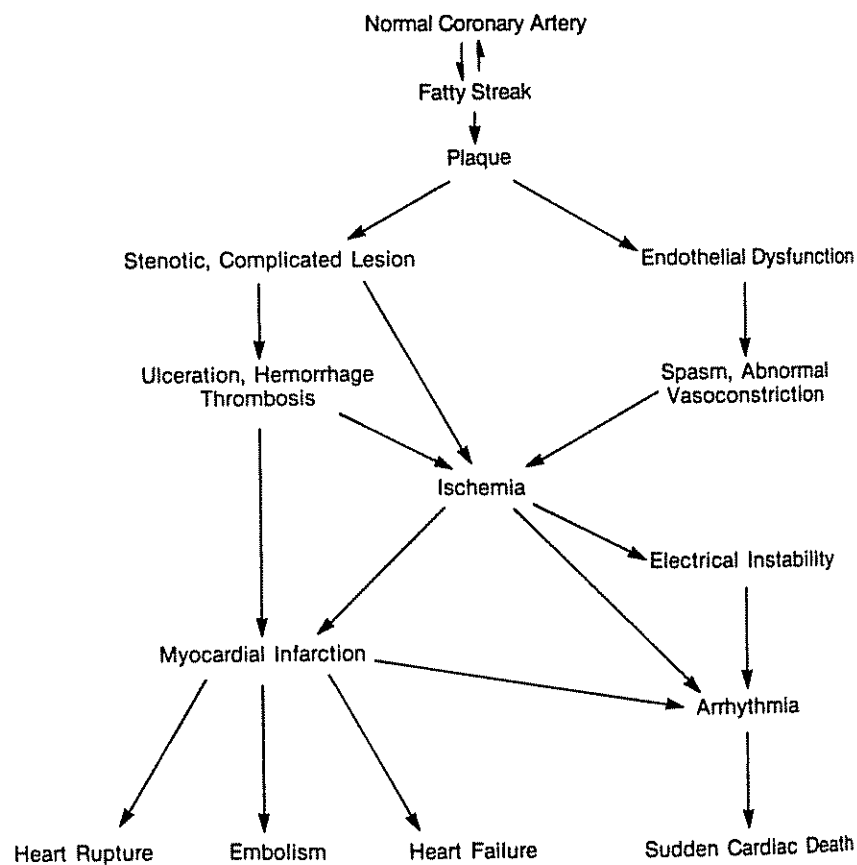 Normal Coronary Artery
Fatty Streak
Plaque
Stenotic, Complicated Lesion
Endothelial Dysfunction
Ulceration, Hemorrhage
Thrombosis
Spasm, Abnormal
Vasoconstriction
Ischemia
Electrical Instability
Myocardial Infarction
Arrhythmia
Heart Rupture
Embolism
Heart Failure
Sudden Cardiac Death